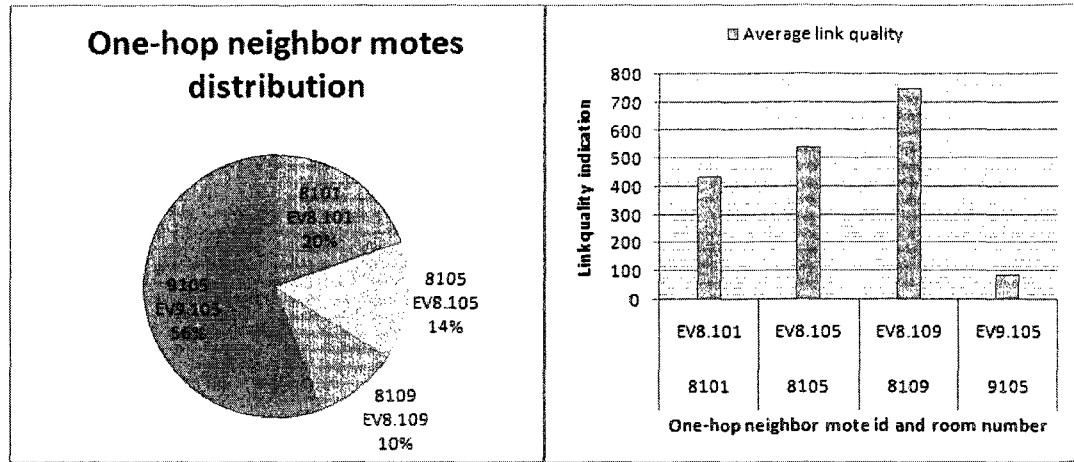 One-hop neighbor motes
distribution
8101
EV8.101
20%
8105
EV8.105
14%
8109
EV8.109
10%
9105
EV9.105
56%
Average link quality
Linkquality indication
800
700
600
500
400
300
200
100
0
EV8.101 EV8.105 EV8.109 EV9.105
8101 8105 8109 9105
One-hop neighbor mote id and room number